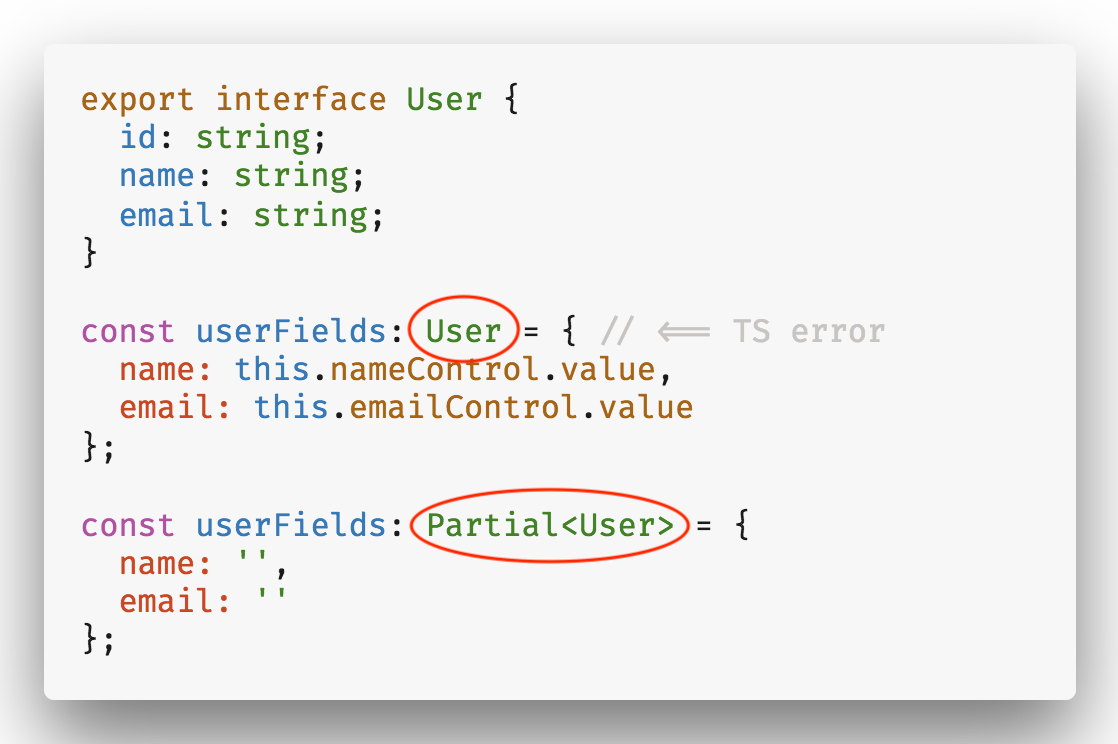 export interface User {
  id: string;
  name: string;
  email: string;
}
const userFields: User = { // <== TS error
  name: this.nameControl.value,
  email: this.emailControl.value
};
const userFields: Partial<User> = {
  name: '',
  email: ''
};